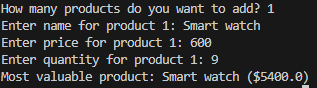 How many products do you want to add? 1
Enter name for product 1: Smart watch
Enter price for product 1: 600
Enter quantity for product 1: 9
Most valuable product: Smart watch ($5400.0)